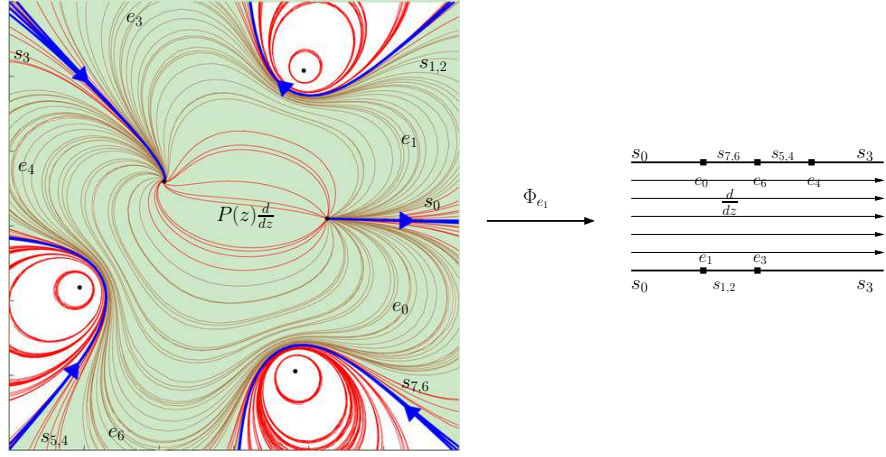 e_3
s_3
s_{1,2}
e_1
e_4
s_0
P(z) d/dz
e_0
s_{7,6}
s_{5,4}
e_6
Φ_{e_1}
s_0 s_{7,6} s_{5,4} s_3
e_0 e_6 e_4
d/dz
e_1 e_3
s_0 s_{1,2} s_3